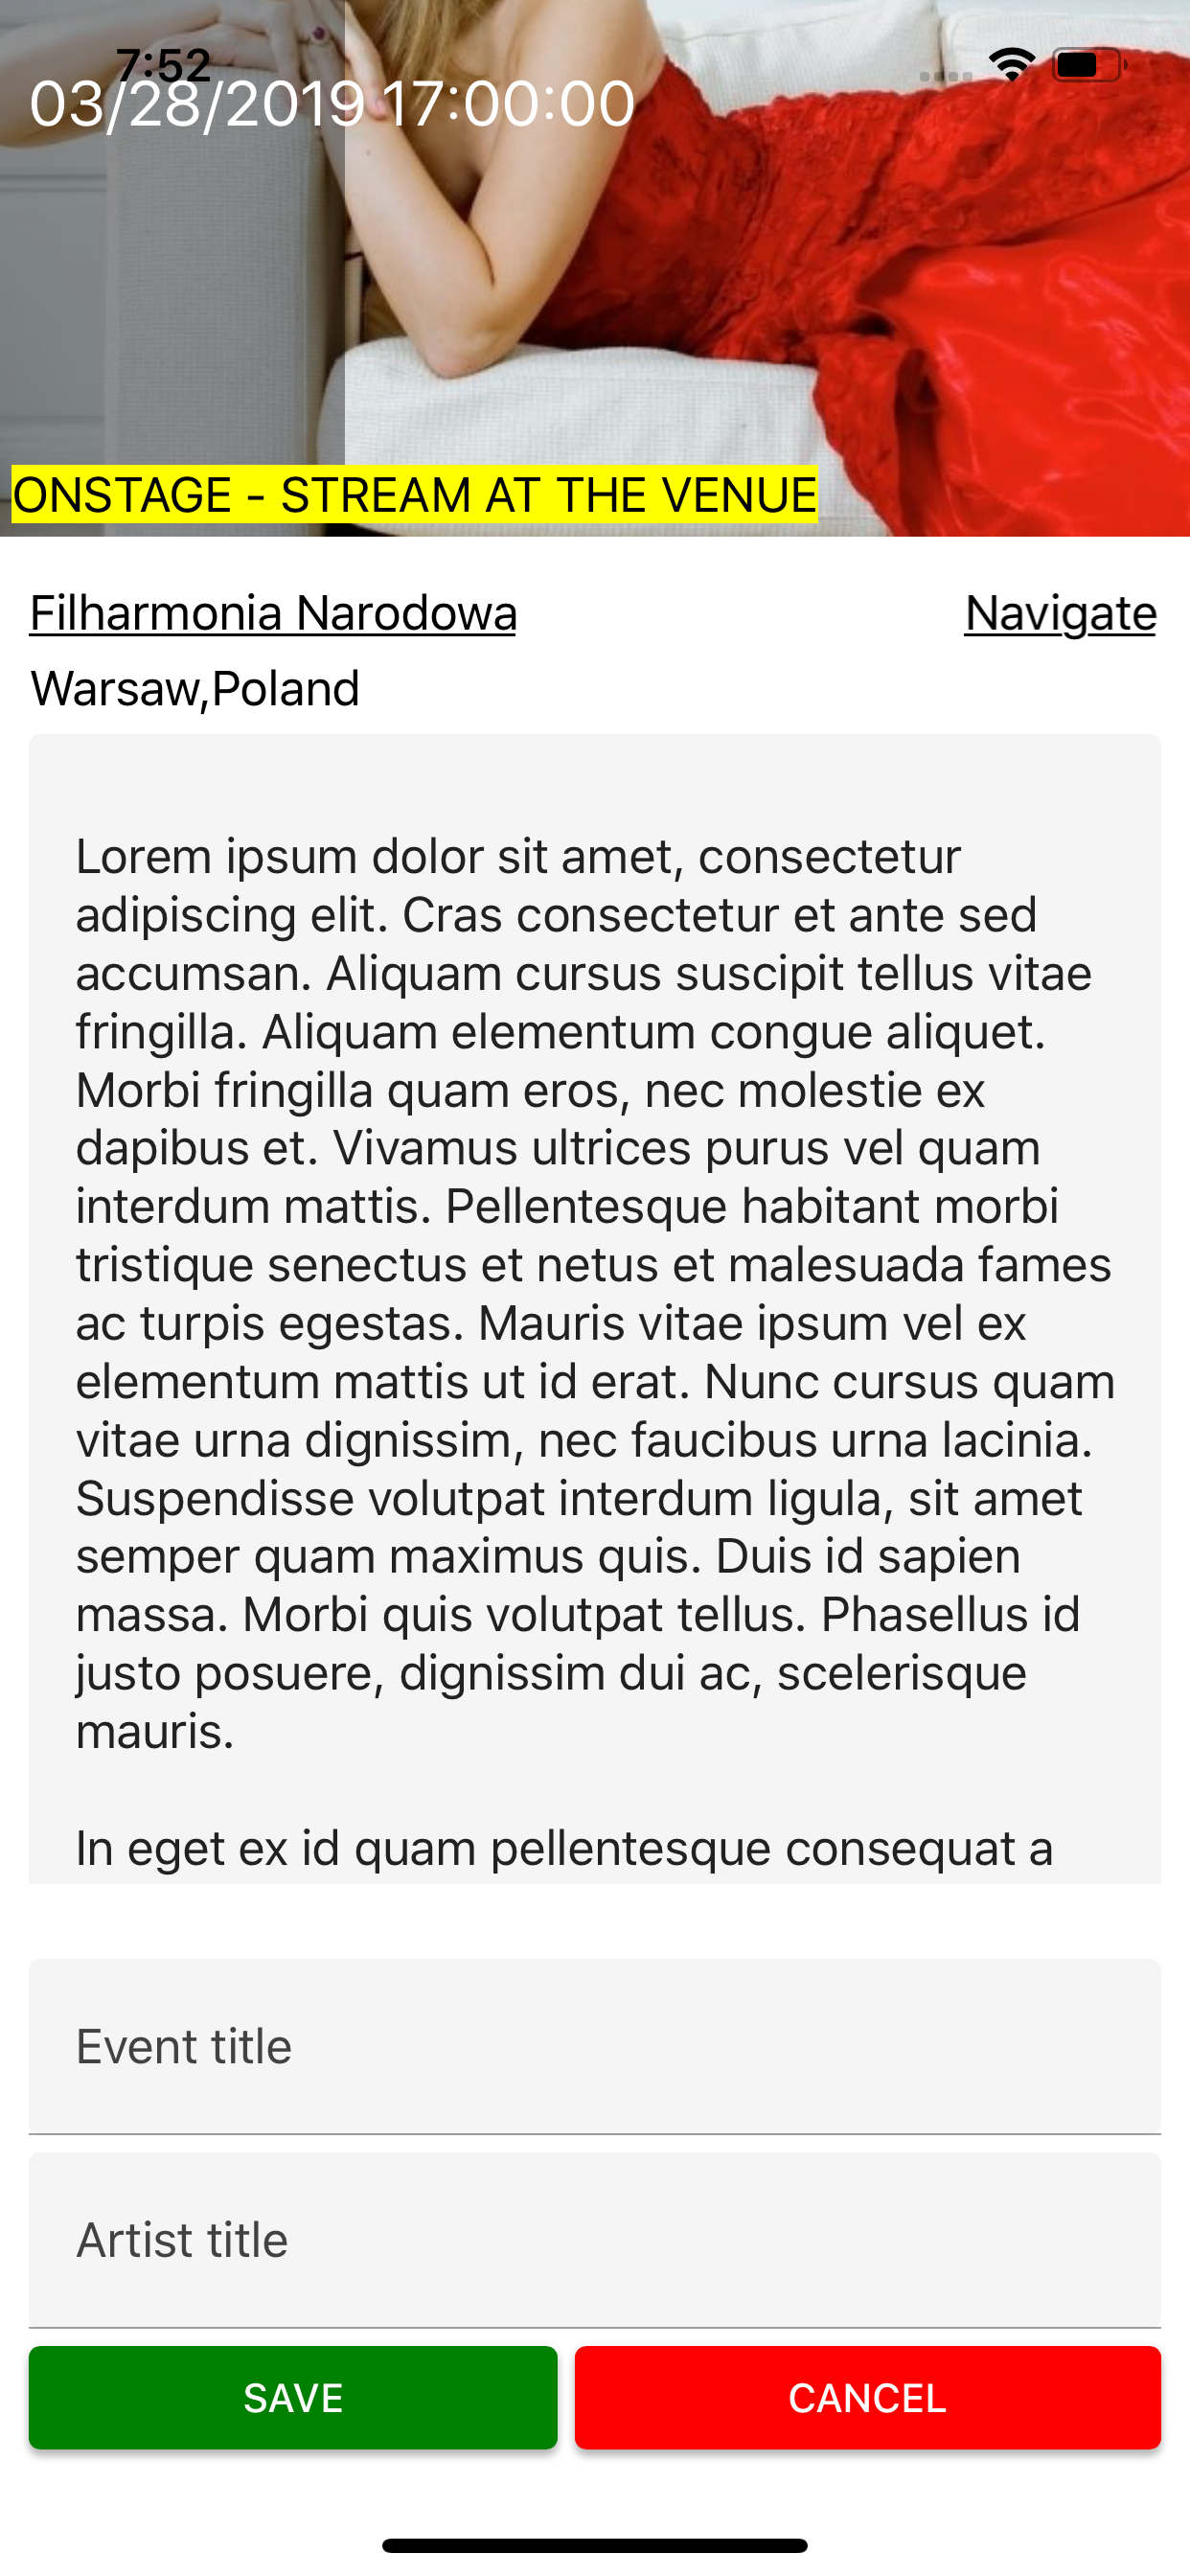 7:52
03/28/2019 17:00:00
ONSTAGE - STREAM AT THE VENUE
Filharmonia Narodowa Navigate
Warsaw,Poland
Lorem ipsum dolor sit amet, consectetur
adipiscing elit. Cras consectetur et ante sed
accumsan. Aliquam cursus suscipit tellus vitae
fringilla. Aliquam elementum congue aliquet.
Morbi fringilla quam eros, nec molestie ex
dapibus et. Vivamus ultrices purus vel quam
interdum mattis. Pellentesque habitant morbi
tristique senectus et netus et malesuada fames
ac turpis egestas. Mauris vitae ipsum vel ex
elementum mattis ut id erat. Nunc cursus quam
vitae urna dignissim, nec faucibus urna lacinia.
Suspendisse volutpat interdum ligula, sit amet
semper quam maximus quis. Duis id sapien
massa. Morbi quis volutpat tellus. Phasellus id
justo posuere, dignissim dui ac, scelerisque
mauris.
In eget ex id quam pellentesque consequat a
Event title
Artist title
SAVE CANCEL